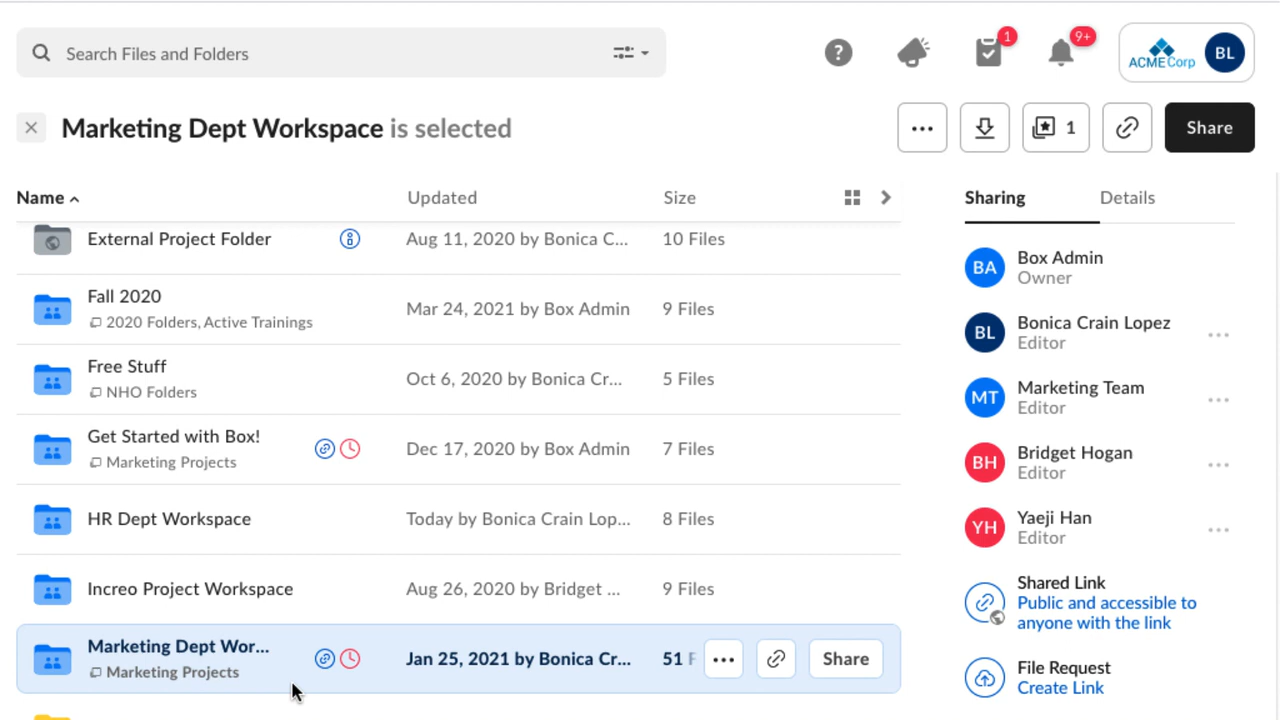 Search Files and Folders
1
9+
ACME Corp
BL
Marketing Dept Workspace is selected
1
Share
Name
Updated
Size
Sharing
Details
External Project Folder
Aug 11, 2020 by Bonica C...
10 Files
Fall 2020
2020 Folders, Active Trainings
Mar 24, 2021 by Box Admin
9 Files
Free Stuff
NHO Folders
Oct 6, 2020 by Bonica Cr...
5 Files
Get Started with Box!
Marketing Projects
Dec 17, 2020 by Box Admin
7 Files
HR Dept Workspace
Today by Bonica Crain Lop...
8 Files
Increo Project Workspace
Aug 26, 2020 by Bridget ...
9 Files
Marketing Dept Wor...
Marketing Projects
Jan 25, 2021 by Bonica Cr...
51 F
Share
BA
Box Admin
Owner
BL
Bonica Crain Lopez
Editor
MT
Marketing Team
Editor
BH
Bridget Hogan
Editor
YH
Yaeji Han
Editor
Shared Link
Public and accessible to
anyone with the link
File Request
Create Link